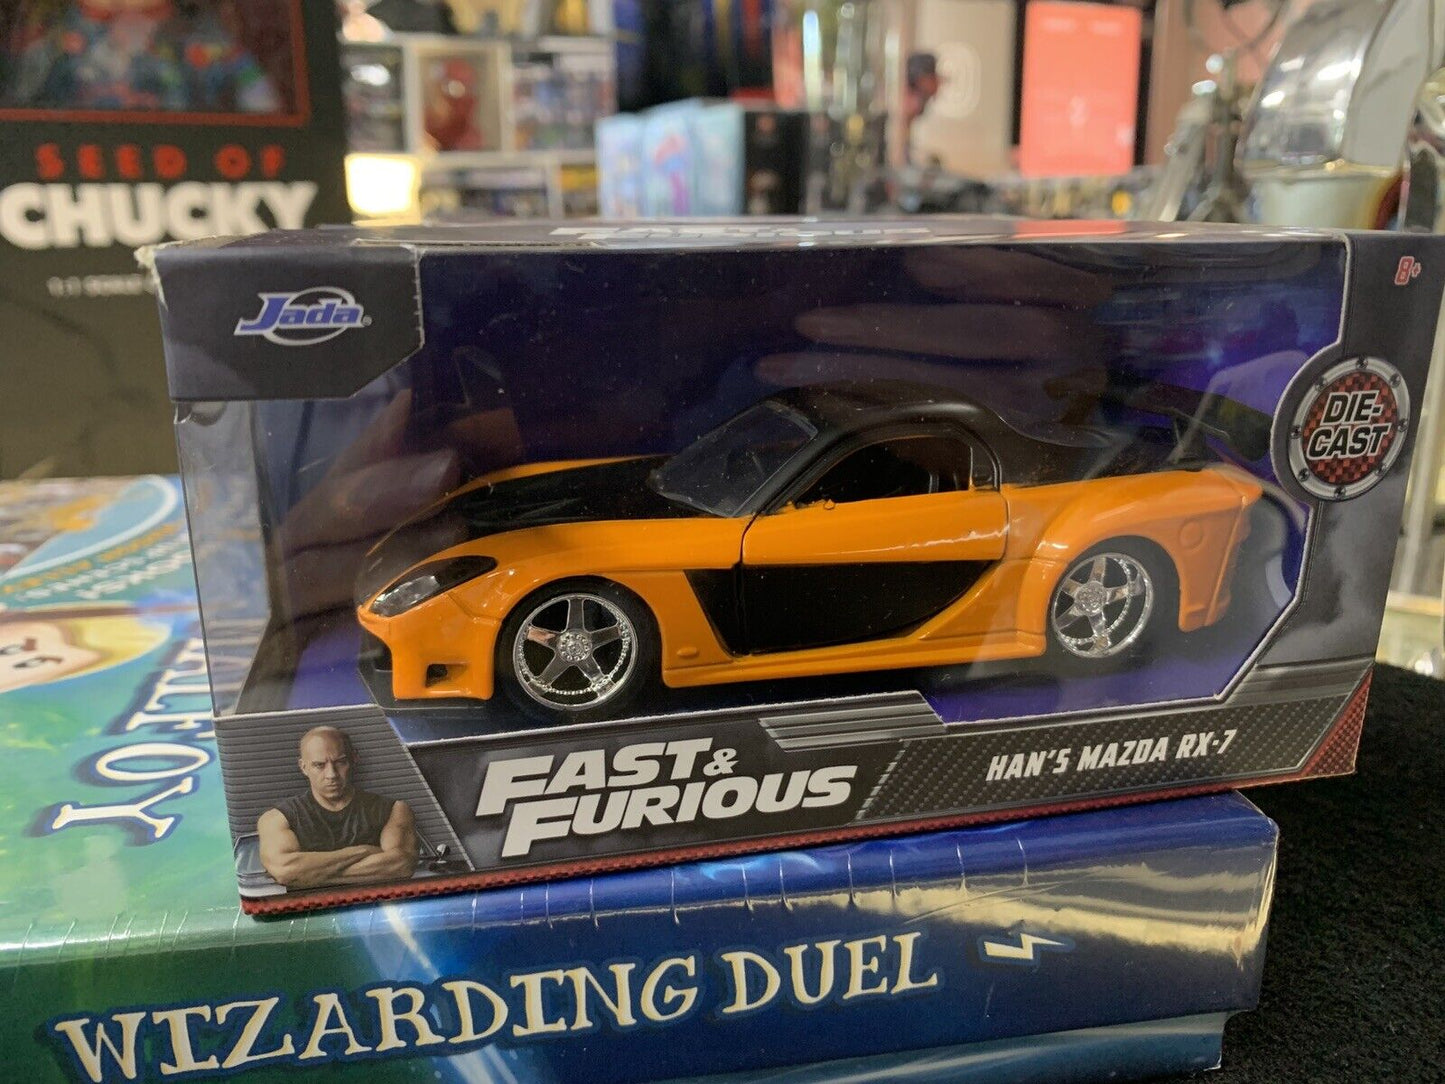 SEED OF
CHUCKY
Jada
8+
DIE-
CAST
FAST &
FURIOUS
HAN'S MAZDA RX-7
WIZARDING DUEL